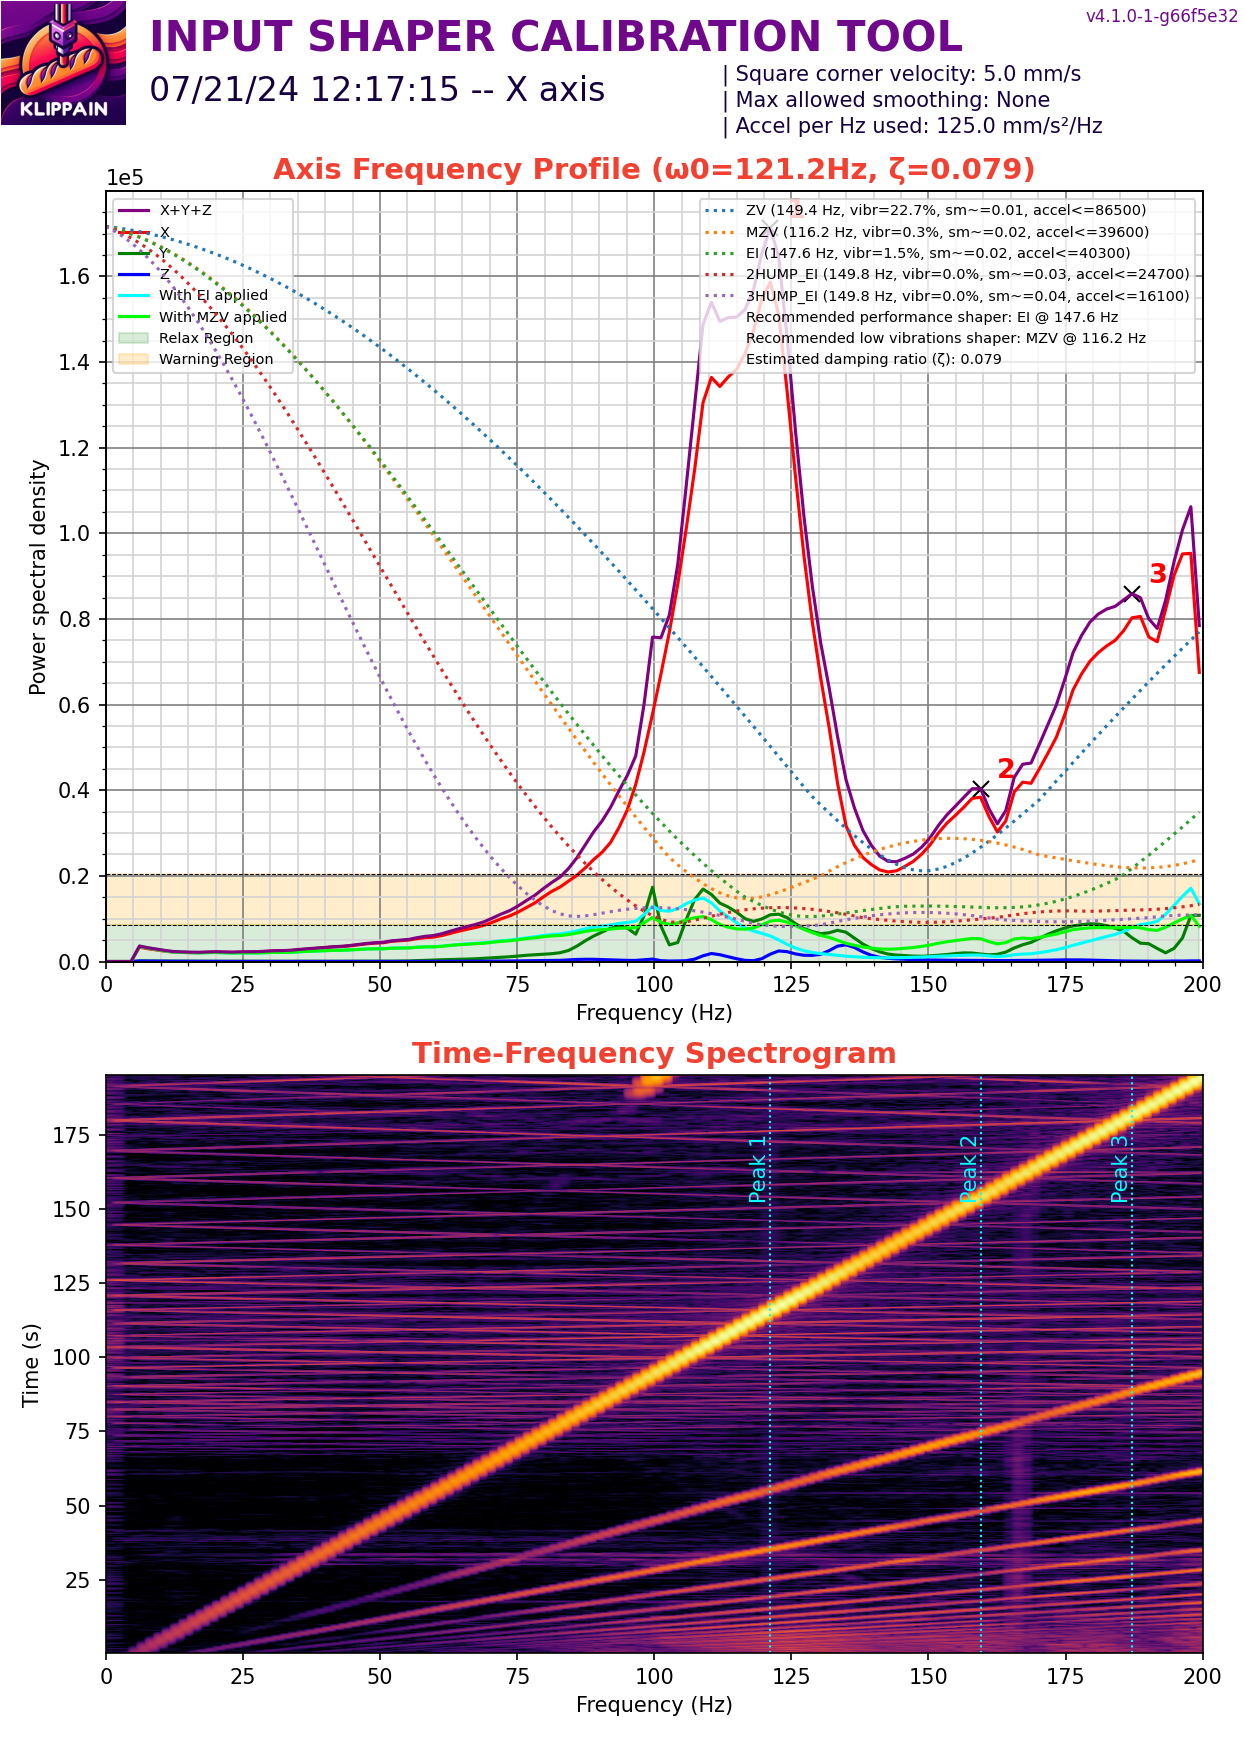 v4.1.0-1-g66f5e32
INPUT SHAPER CALIBRATION TOOL
07/21/24 12:17:15 -- X axis
| Square corner velocity: 5.0 mm/s
| Max allowed smoothing: None
| Accel per Hz used: 125.0 mm/s²/Hz
KLIPPAIN
Axis Frequency Profile (ω0=121.2Hz, ζ=0.079)
1e5
X+Y+Z
X
Y
Z
With EI applied
With MZV applied
Relax Region
Warning Region
1
ZV (149.4 Hz, vibr=22.7%, sm~=0.01, accel<=86500)
MZV (116.2 Hz, vibr=0.3%, sm~=0.02, accel<=39600)
EI (147.6 Hz, vibr=1.5%, sm~=0.02, accel<=40300)
2HUMP_EI (149.8 Hz, vibr=0.0%, sm~=0.03, accel<=24700)
3HUMP_EI (149.8 Hz, vibr=0.0%, sm~=0.04, accel<=16100)
Recommended performance shaper: EI @ 147.6 Hz
Recommended low vibrations shaper: MZV @ 116.2 Hz
Estimated damping ratio (ζ): 0.079
1.6
1.4
1.2
1.0
0.8
0.6
0.4
0.2
0.0
Power spectral density
3
2
0 25 50 75 100 125 150 175 200
Frequency (Hz)
Time-Frequency Spectrogram
175
150
125
100
75
50
25
Time (s)
Peak 1
Peak 2
Peak 3
0 25 50 75 100 125 150 175 200
Frequency (Hz)